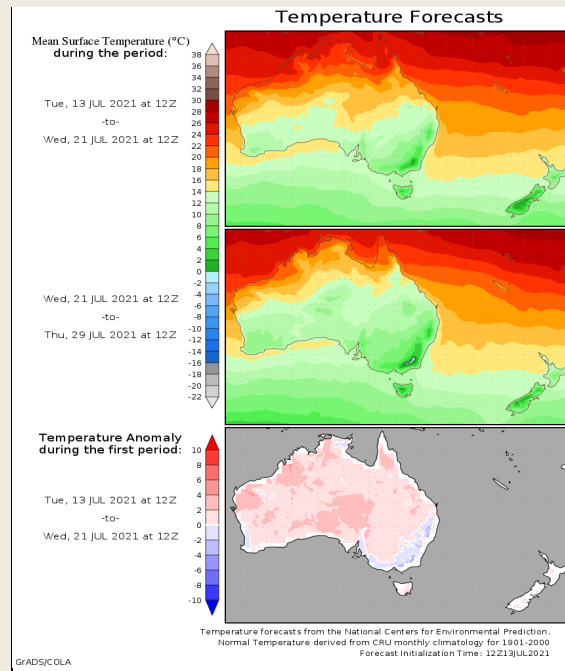 Temperature Forecasts
Mean Surface Temperature (°C)
during the period:
Tue, 13 JUL 2021 at 12Z
-to-
Wed, 21 JUL 2021 at 12Z
38
36
34
32
30
28
26
24
22
20
18
16
14
12
10
8
6
4
2
0
-2
-4
-6
-8
-10
-12
-14
-16
-18
-20
-22
Wed, 21 JUL 2021 at 12Z
-to-
Thu, 29 JUL 2021 at 12Z
Temperature Anomaly
during the first period:
Tue, 13 JUL 2021 at 12Z
-to-
Wed, 21 JUL 2021 at 12Z
10
8
6
4
2
0
-2
-4
-6
-8
-10
Temperature forecasts from the National Centers for Environmental Prediction.
Normal Temperature derived from CRU monthly climatology for 1901-2000
Forecast Initialization Time: 12Z13JUL2021
GrADS/COLA